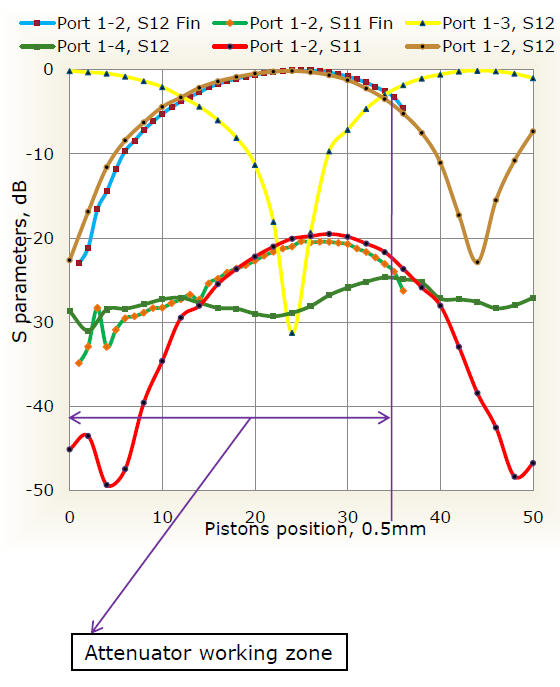 Port 1-2, S12 Fin Port 1-2, S11 Fin Port 1-3, S12
Port 1-4, S12 Port 1-2, S11 Port 1-2, S12
0
-10
-20
-30
-40
-50
S parameters, dB
0 10 20 30 40 50
Pistons position, 0.5mm
Attenuator working zone